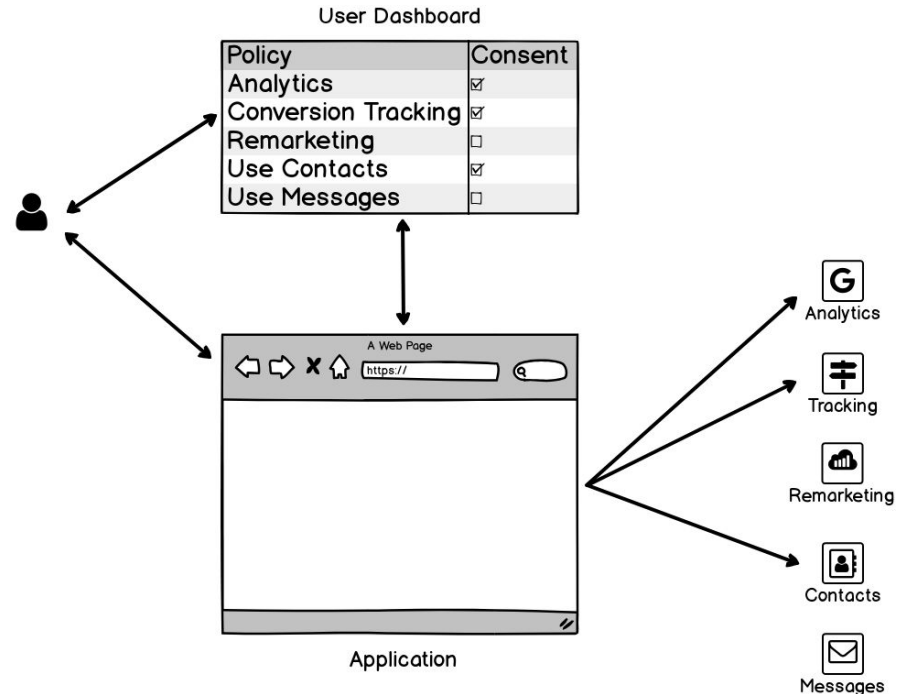 User Dashboard
Policy Consent
Analytics
Conversion Tracking
Remarketing
Use Contacts
Use Messages
A Web Page
https://
Application
G
Analytics
Tracking
Remarketing
Contacts
Messages